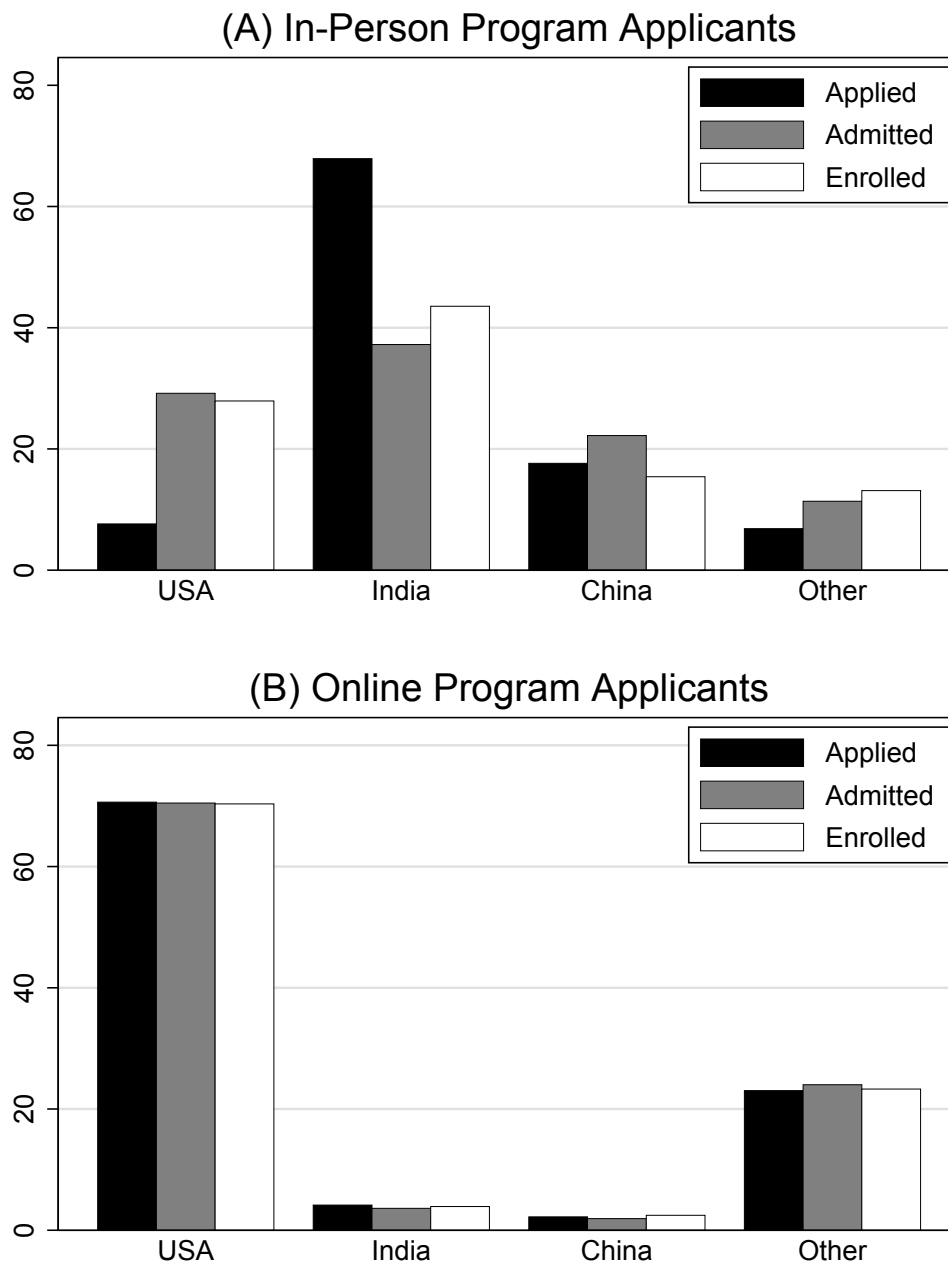 (A) In-Person Program Applicants
80
60
40
20
0
Applied
Admitted
Enrolled
USA India China Other
(B) Online Program Applicants
80
60
40
20
0
Applied
Admitted
Enrolled
USA India China Other